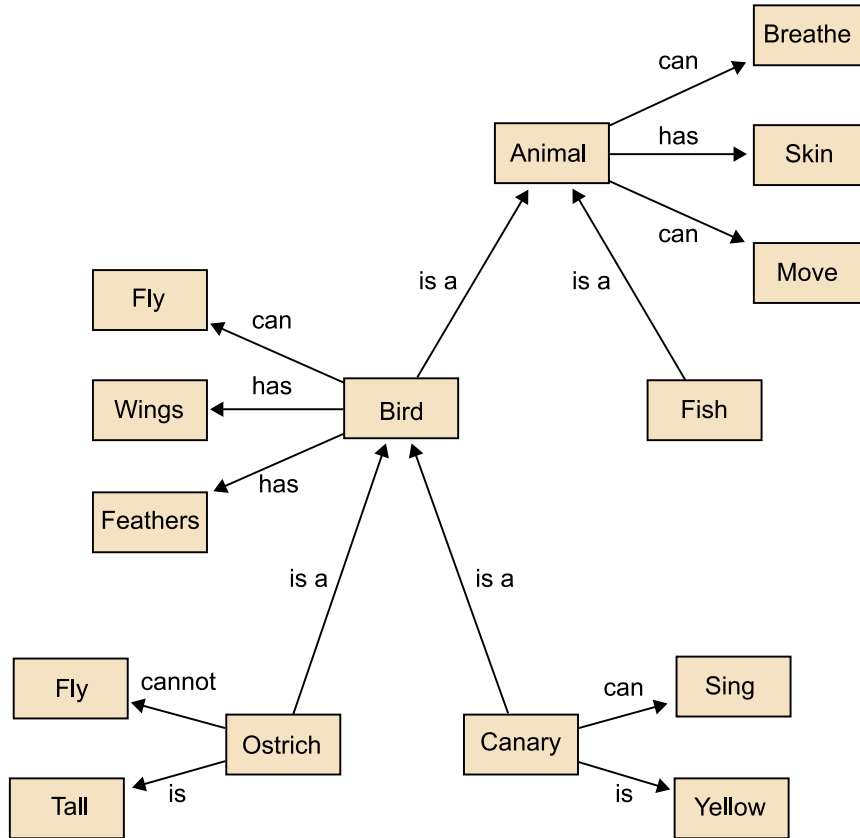 Breathe
can
Animal
has
Skin
can
Move
is a
is a
Fly
can
Wings
has
Bird
Fish
Feathers
has
is a
is a
Fly
cannot
can
Sing
Ostrich
Canary
Tall
is
is
Yellow